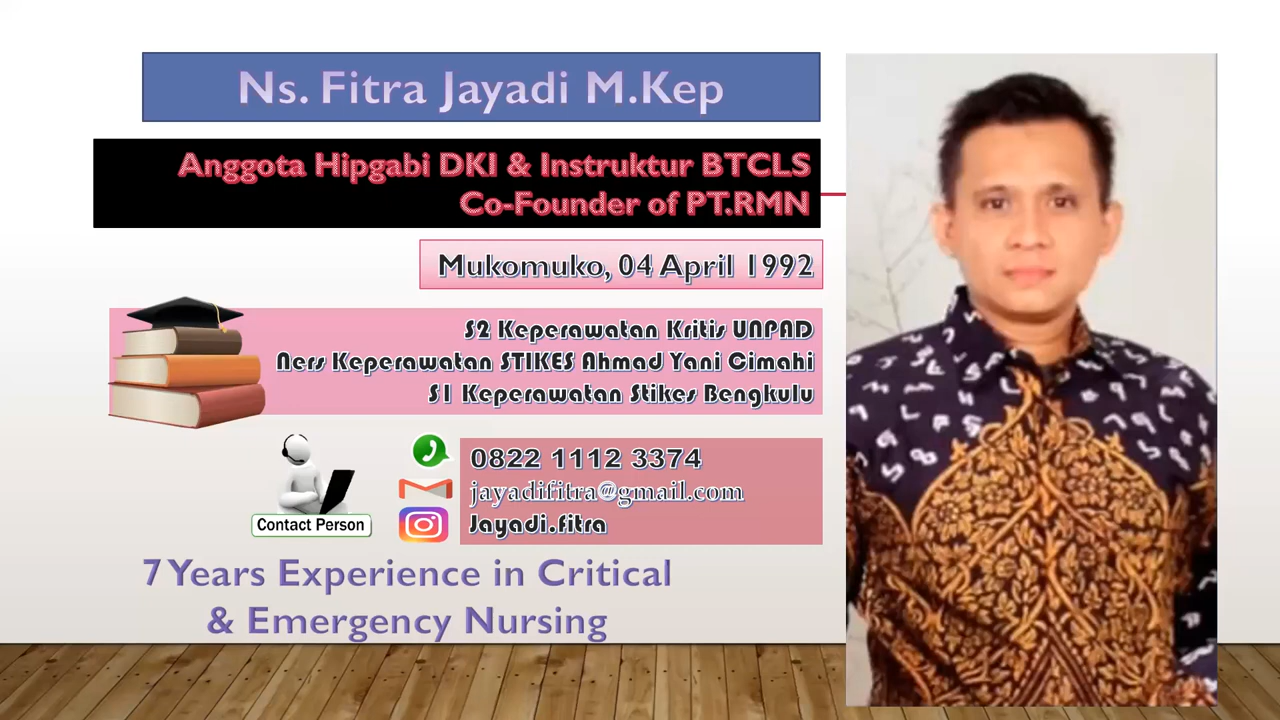 Ns. Fitra Jayadi M.Kep
Anggota Hipgabi DKI & Instruktur BTCLS
Co-Founder of PT.RMN
Mukomuko, 04 April 1992
S2 Keperawatan Kritis UNPAD
Ners Keperawatan STIKES Ahmad Yani Cimahi
S1 Keperawatan Stikes Bengkulu
0822 1112 3374
jayadifitra@gmail.com
Jayadi.fitra
Contact Person
7 Years Experience in Critical
& Emergency Nursing